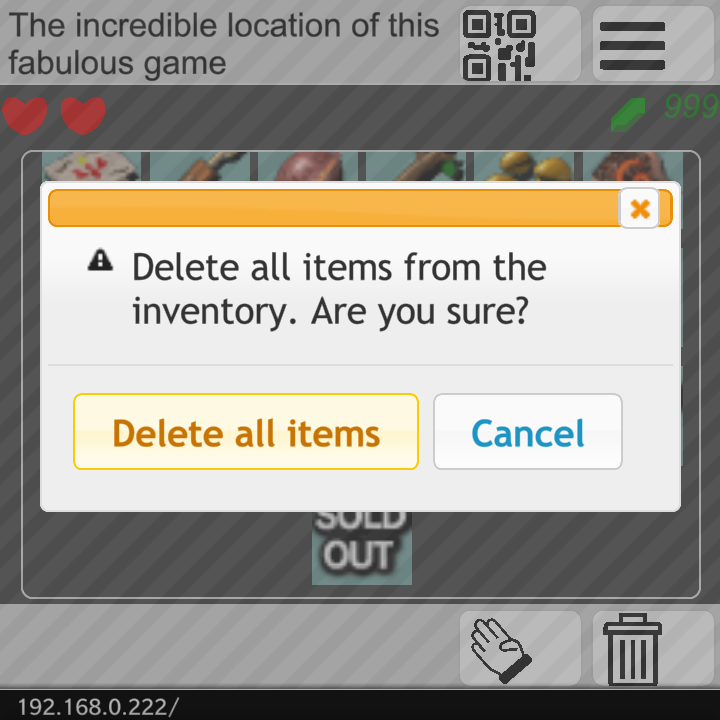 The incredible location of this
fabulous game
999
Delete all items from the
inventory. Are you sure?
Delete all items
Cancel
SOLD
OUT
192.168.0.222/